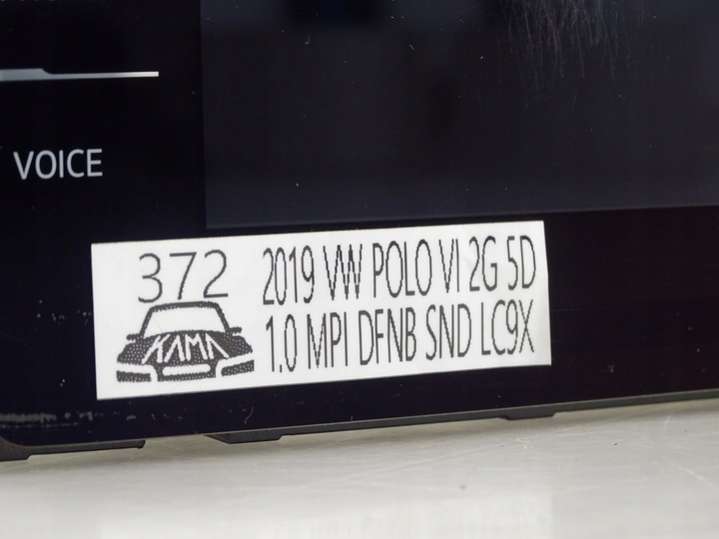 VOICE
372
KAMA
2019 VW POLO VI 2G 5D
1.0 MPI DFNB SND LC9X